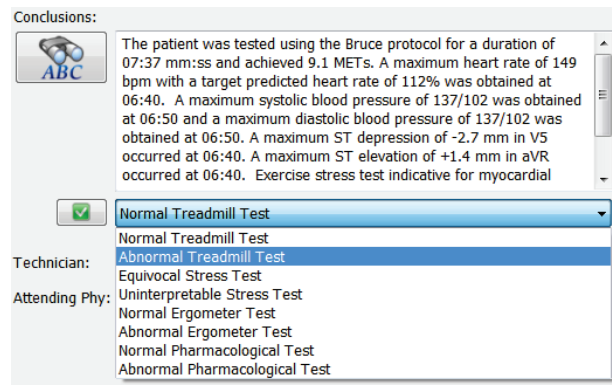 Conclusions:
ABC
The patient was tested using the Bruce protocol for a duration of
07:37 mm:ss and achieved 9.1 METs. A maximum heart rate of 149
bpm with a target predicted heart rate of 112% was obtained at
06:40.  A maximum systolic blood pressure of 137/102 was obtained
at 06:50 and a maximum diastolic blood pressure of 137/102 was
obtained at 06:50. A maximum ST depression of -2.7 mm in V5
occurred at 06:40. A maximum ST elevation of +1.4 mm in aVR
occurred at 06:40.  Exercise stress test indicative for myocardial
Normal Treadmill Test
Normal Treadmill Test
Abnormal Treadmill Test
Technician:
Equivocal Stress Test
Uninterpretable Stress Test
Attending Phy:
Normal Ergometer Test
Abnormal Ergometer Test
Normal Pharmacological Test
Abnormal Pharmacological Test